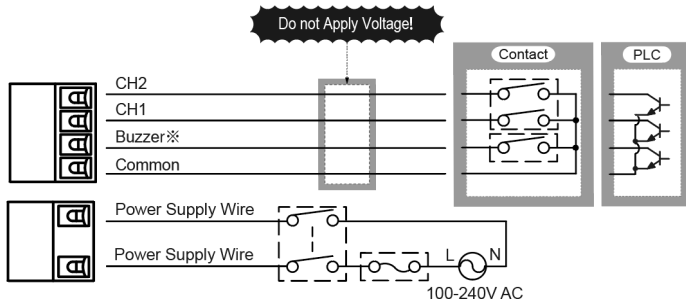 Do not Apply Voltage!
Contact
PLC
CH2
CH1
Buzzer※
Common
Power Supply Wire
Power Supply Wire
L
N
100-240V AC